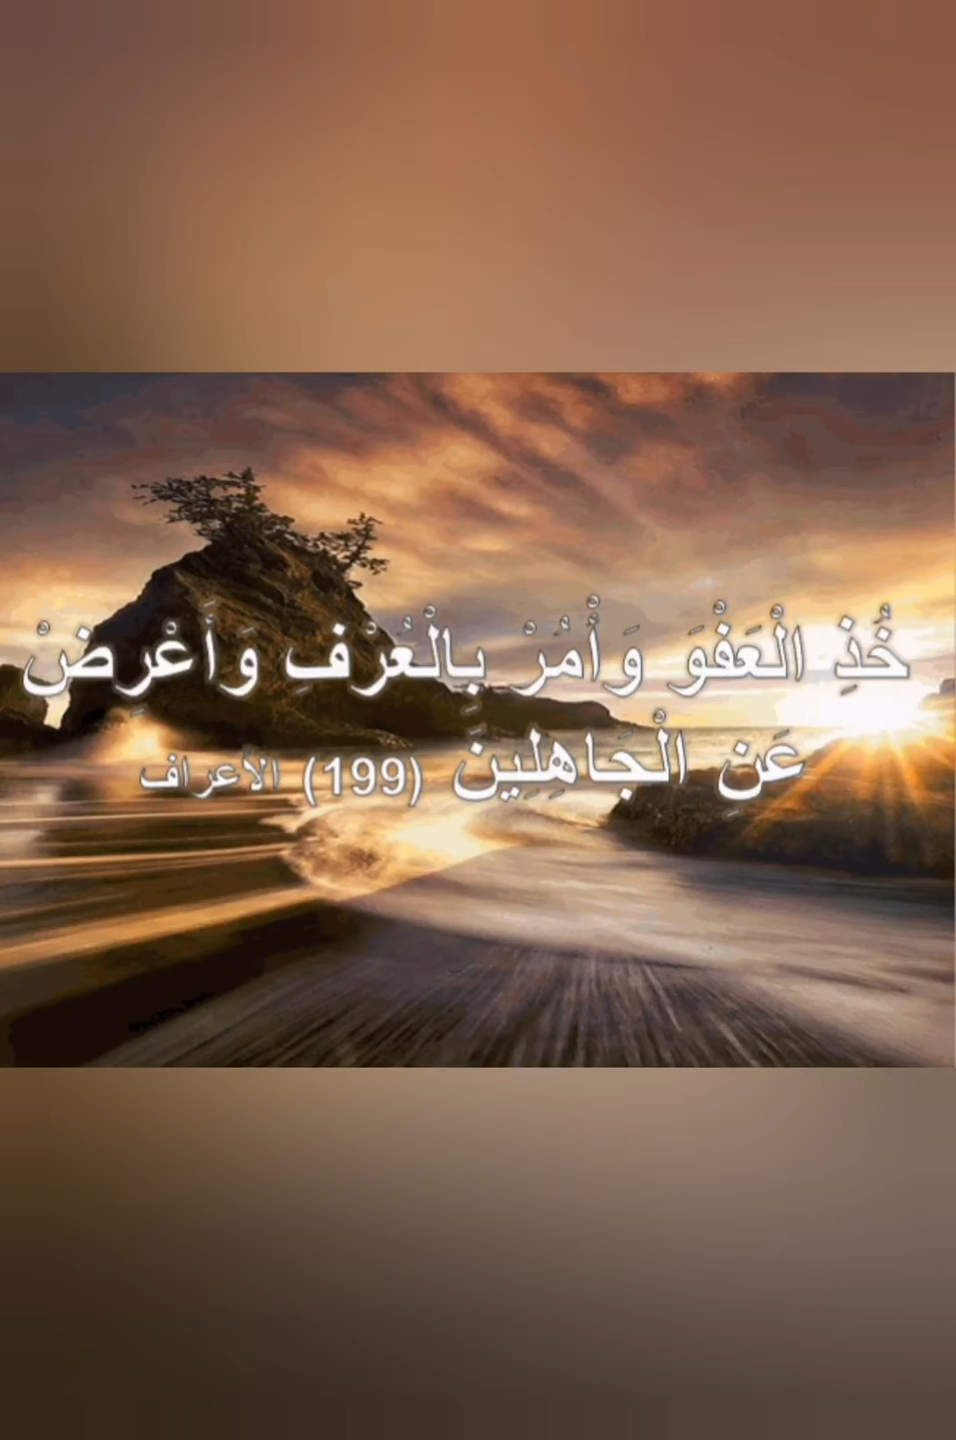 خُذِ الْعَفْوَ وَأْمُرْ بِالْعُرْفِ وَأَعْرِضْ
عَنِ الْجَاهِلِينَ (199) الأعراف